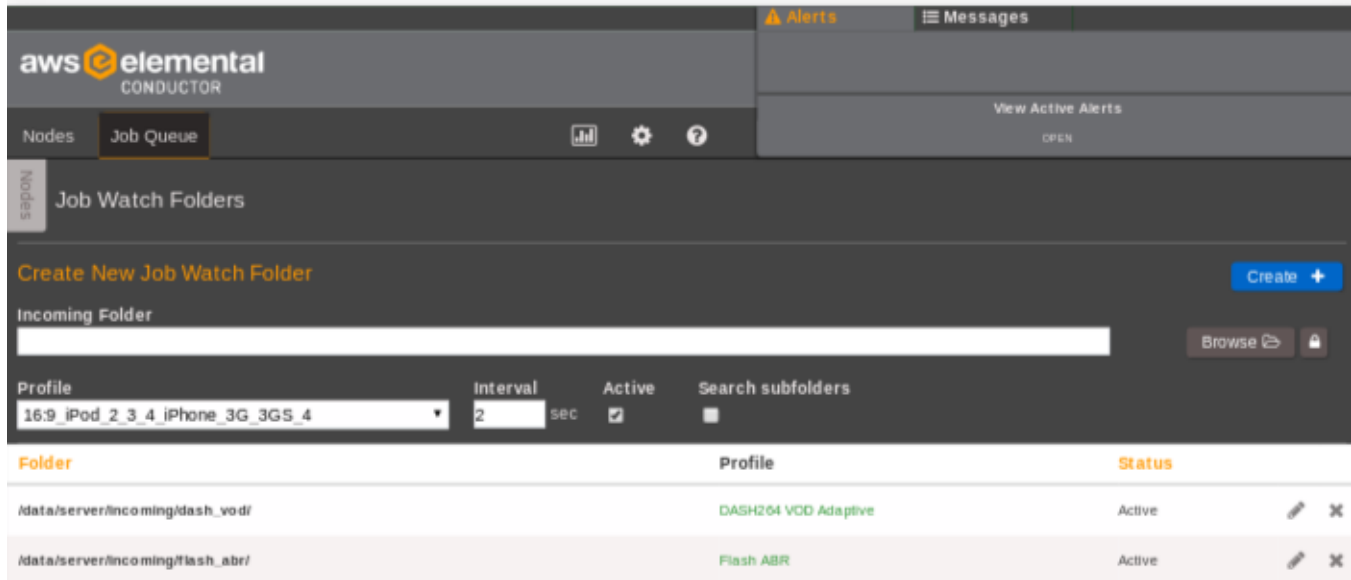 Alerts
Messages
aws elemental
CONDUCTOR
View Active Alerts
OPEN
Nodes
Job Queue
Nodes
Job Watch Folders
Create New Job Watch Folder
Create +
Incoming Folder
Browse
Profile
Interval
Active
Search subfolders
16:9_iPod_2_3_4_iPhone_3G_3GS_4
2
sec
Folder
Profile
Status
/data/server/incoming/dash_vod/
DASH264 VOD Adaptive
Active
/data/server/incoming/flash_abr/
Flash ABR
Active